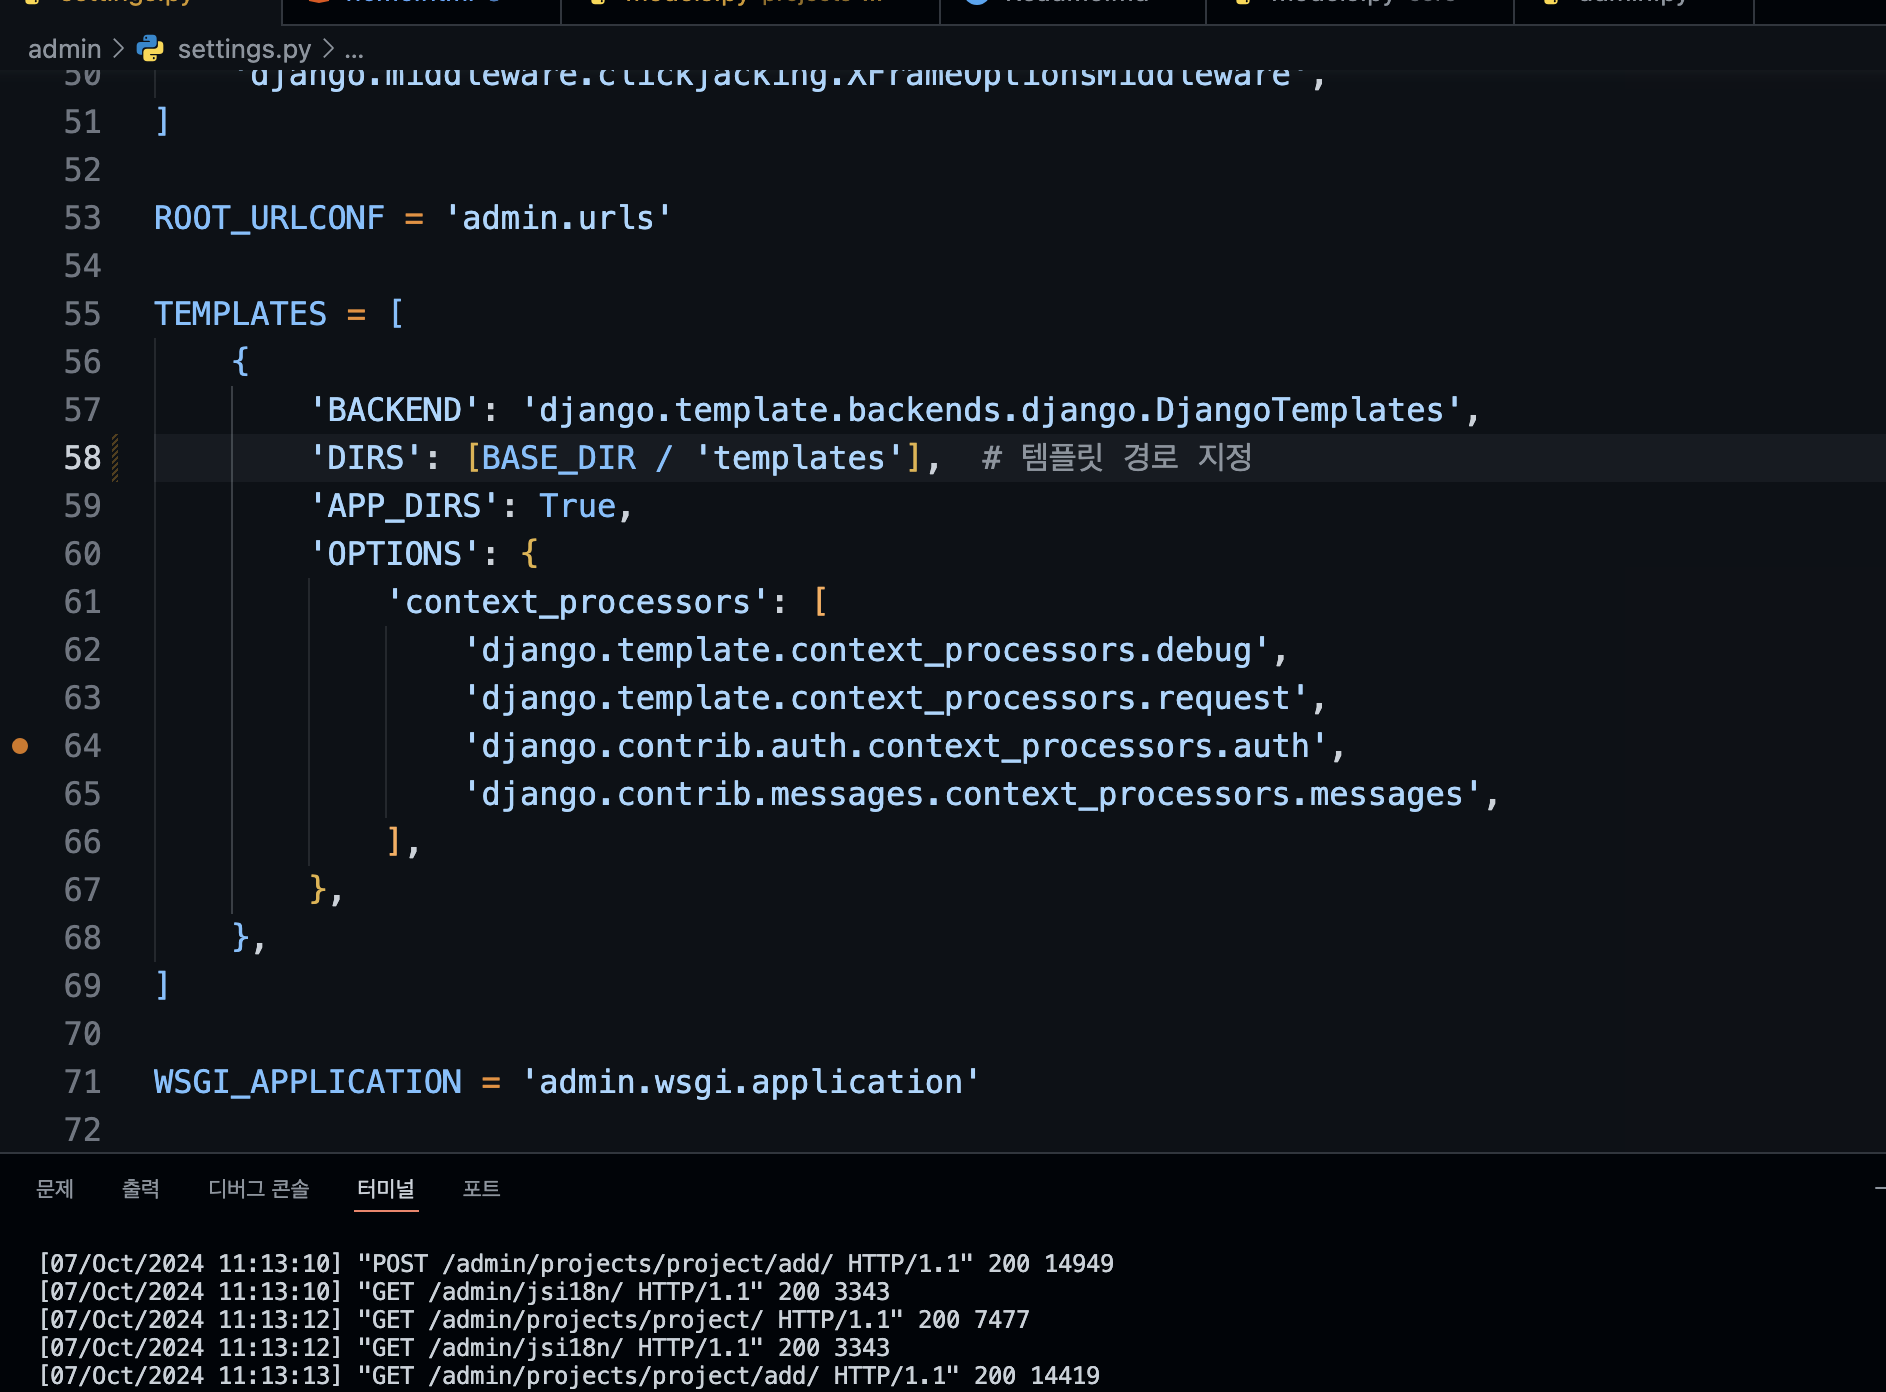 admin > settings.py > ...
50 'django.middleware.clickjacking.XFrameOptionsMiddleware',
51 ]
52
53 ROOT_URLCONF = 'admin.urls'
54
55 TEMPLATES = [
56 {
57 'BACKEND': 'django.template.backends.django.DjangoTemplates',
58 'DIRS': [BASE_DIR / 'templates'], # 템플릿 경로 지정
59 'APP_DIRS': True,
60 'OPTIONS': {
61 'context_processors': [
62 'django.template.context_processors.debug',
63 'django.template.context_processors.request',
64 'django.contrib.auth.context_processors.auth',
65 'django.contrib.messages.context_processors.messages',
66 ],
67 },
68 },
69 ]
70
71 WSGI_APPLICATION = 'admin.wsgi.application'
72
문제 출력 디버그 콘솔 터미널 포트
[07/Oct/2024 11:13:10] "POST /admin/projects/project/add/ HTTP/1.1" 200 14949
[07/Oct/2024 11:13:10] "GET /admin/jsi18n/ HTTP/1.1" 200 3343
[07/Oct/2024 11:13:12] "GET /admin/projects/project/ HTTP/1.1" 200 7477
[07/Oct/2024 11:13:12] "GET /admin/jsi18n/ HTTP/1.1" 200 3343
[07/Oct/2024 11:13:13] "GET /admin/projects/project/add/ HTTP/1.1" 200 14419